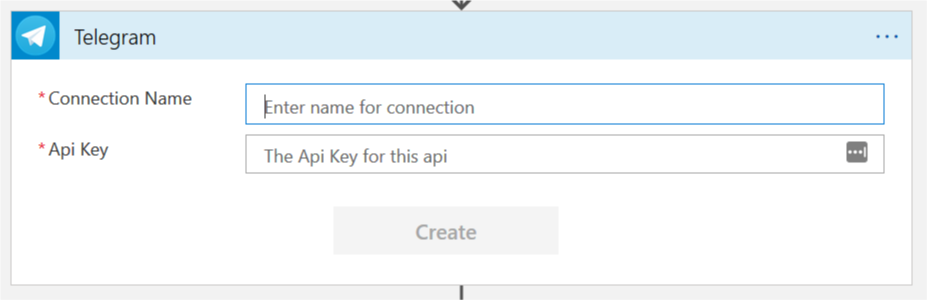 Telegram
* Connection Name
Enter name for connection
* Api Key
The Api Key for this api
Create